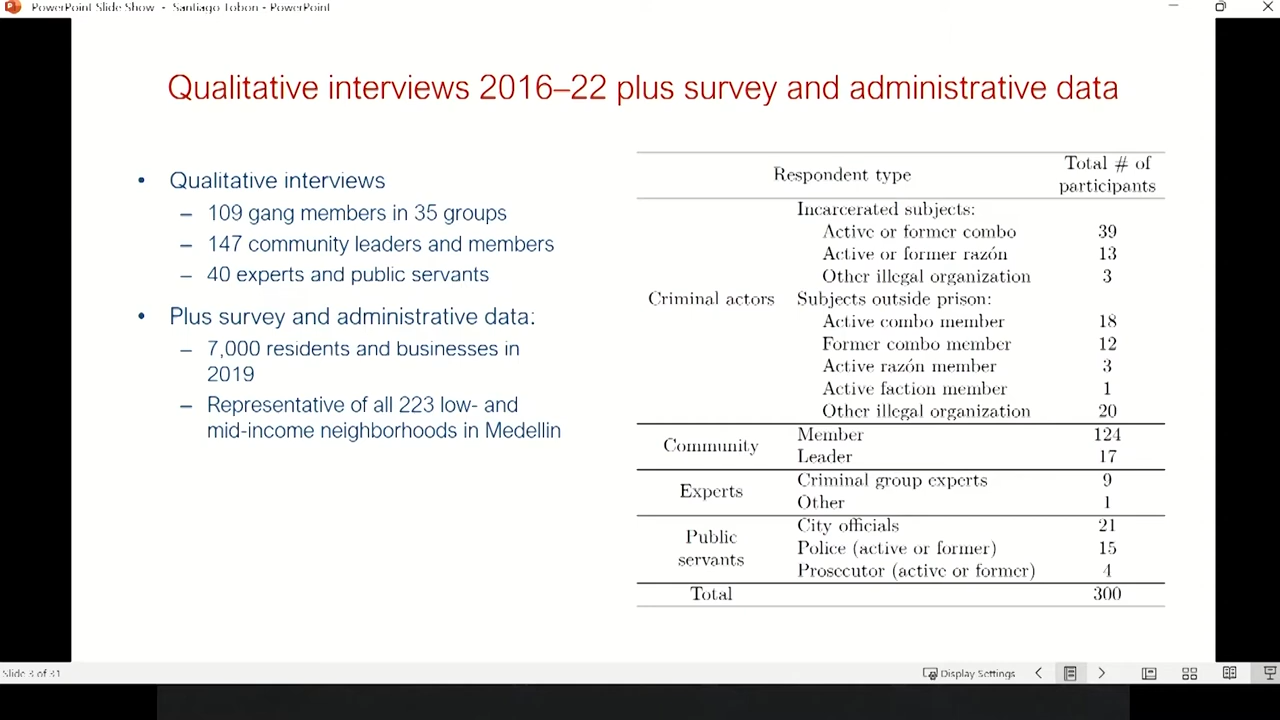 PowerPoint Slide Show - Santiago Tobon - PowerPoint
Qualitative interviews 2016–22 plus survey and administrative data
• Qualitative interviews
– 109 gang members in 35 groups
– 147 community leaders and members
– 40 experts and public servants
• Plus survey and administrative data:
– 7,000 residents and businesses in
2019
– Representative of all 223 low- and
mid-income neighborhoods in Medellin
Respondent type Total # of
participants
Incarcerated subjects:
Active or former combo 39
Active or former razón 13
Other illegal organization 3
Criminal actors Subjects outside prison:
Active combo member 18
Former combo member 12
Active razón member 3
Active faction member 1
Other illegal organization 20
Community Member 124
Leader 17
Experts Criminal group experts 9
Other 1
Public servants City officials 21
Police (active or former) 15
Prosecutor (active or former) 4
Total 300
Slide 3 of 31 Display Settings